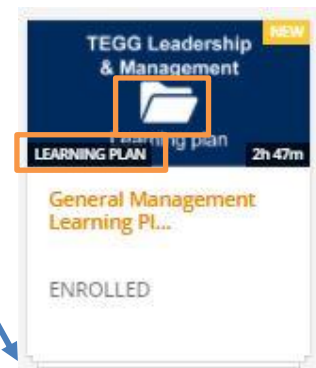 TEGG Leadership
NEW
& Management
Learning plan
LEARNING PLAN
2h 47m
General Management
Learning Pl...
ENROLLED